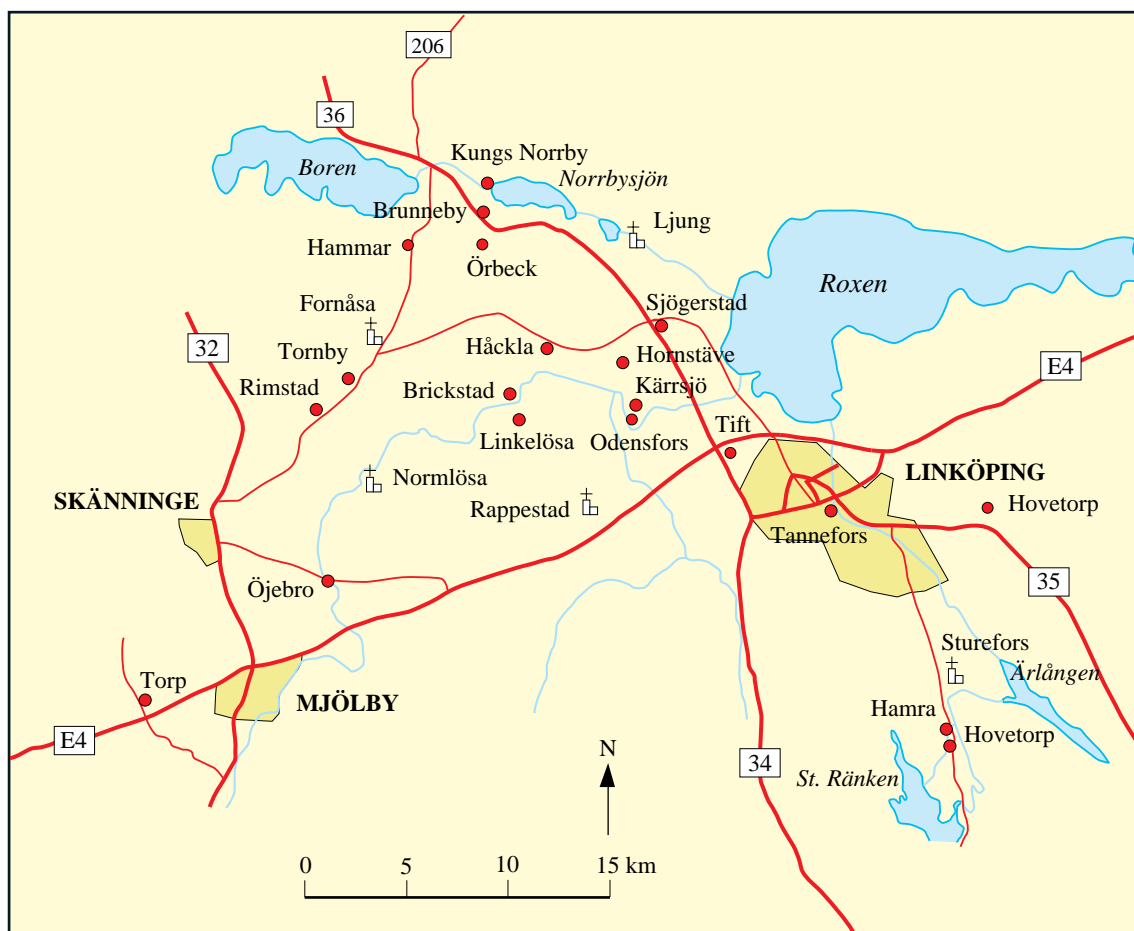 206
36
Kungs Norrby
Boren
Norrbysjön
Brunneby
Ljung
Hammar
Örbeck
Roxen
Fornåsa
Sjögerstad
32
Håckla
Hornstäve
Tornby
E4
Rimstad
Brickstad
Kärrsjö
Linkelösa
Odensfors
Tift
Normlösa
LINKÖPING
SKÄNNINGE
Rappestad
Hovetorp
Tannefors
Öjebro
35
Sturefors
Ärlången
Torp
MJÖLBY
Hamra
E4
Hovetorp
N
34
St. Ränken
0 5 10 15 km